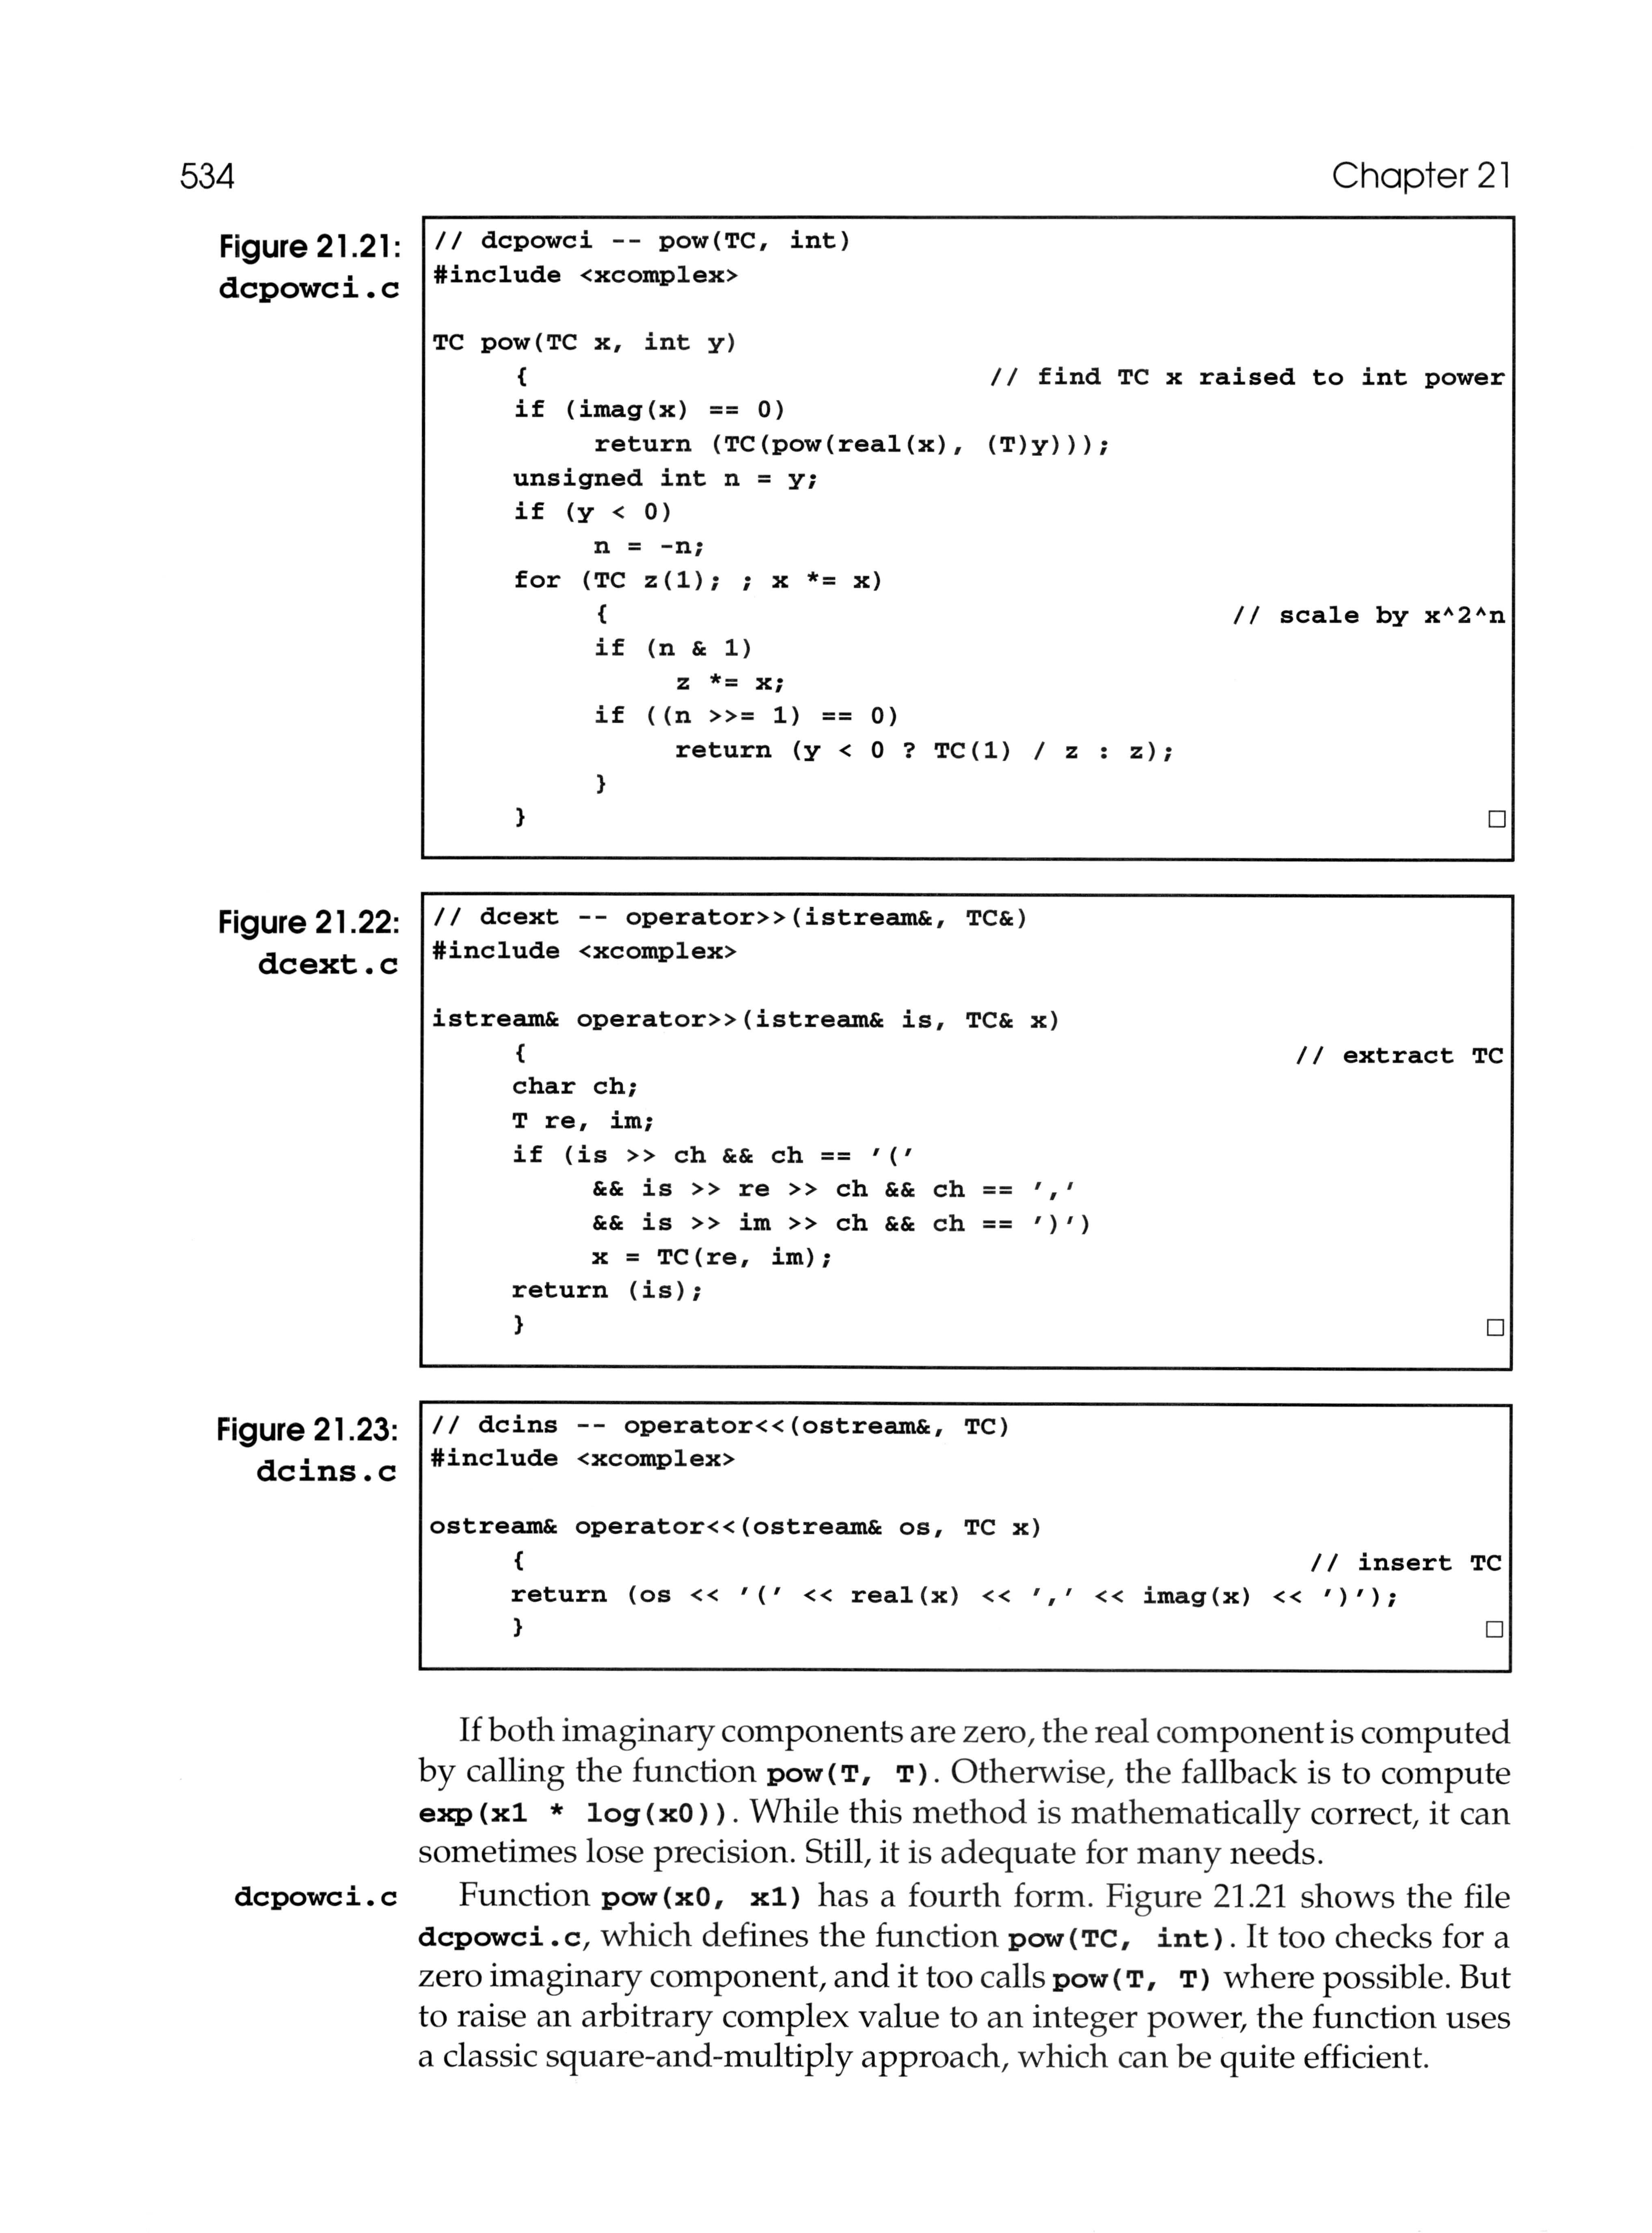 534 Chapter 21
Figure 21.21:
dcpowci.c
// dcpowci -- pow(TC, int)
#include <xcomplex>
TC pow(TC x, int y)
{ // find TC x raised to int power
if (imag(x) == 0)
return (TC(pow(real(x), (T)y)));
unsigned int n = y;
if (y < 0)
n = -n;
for (TC z(1); ; x *= x)
{ // scale by x^2^n
if (n & 1)
z *= x;
if ((n >>= 1) == 0)
return (y < 0 ? TC(1) / z : z);
}
}
Figure 21.22:
dcext.c
// dcext -- operator>>(istream&, TC&)
#include <xcomplex>
istream& operator>>(istream& is, TC& x)
{ // extract TC
char ch;
T re, im;
if (is >> ch && ch == '('
&& is >> re >> ch && ch == ','
&& is >> im >> ch && ch == ')')
x = TC(re, im);
return (is);
}
Figure 21.23:
dcins.c
// dcins -- operator<<(ostream&, TC)
#include <xcomplex>
ostream& operator<<(ostream& os, TC x)
{ // insert TC
return (os << '(' << real(x) << ',' << imag(x) << ')');
}
If both imaginary components are zero, the real component is computed
by calling the function pow(T, T). Otherwise, the fallback is to compute
exp(x1 * log(x0)). While this method is mathematically correct, it can
sometimes lose precision. Still, it is adequate for many needs.
dcpowci.c Function pow(x0, x1) has a fourth form. Figure 21.21 shows the file
dcpowci.c, which defines the function pow(TC, int). It too checks for a
zero imaginary component, and it too calls pow(T, T) where possible. But
to raise an arbitrary complex value to an integer power, the function uses
a classic square-and-multiply approach, which can be quite efficient.